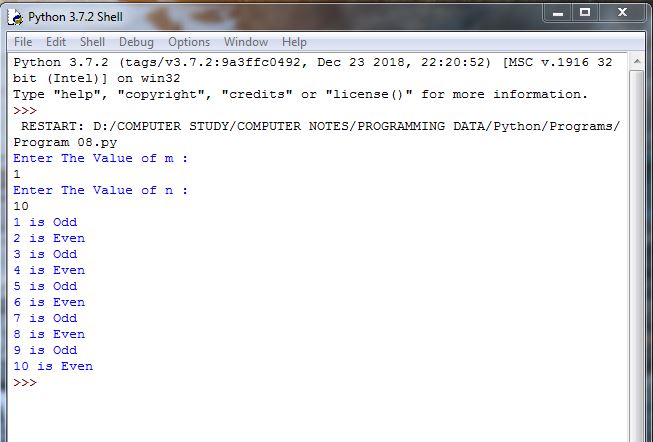 Python 3.7.2 Shell
File Edit Shell Debug Options Window Help
Python 3.7.2 (tags/v3.7.2:9a3ffc0492, Dec 23 2018, 22:20:52) [MSC v.1916 32
bit (Intel)] on win32
Type "help", "copyright", "credits" or "license()" for more information.
>>>
RESTART: D:/COMPUTER STUDY/COMPUTER NOTES/PROGRAMMING DATA/Python/Programs/
Program 08.py
Enter The Value of m :
1
Enter The Value of n :
10
1 is Odd
2 is Even
3 is Odd
4 is Even
5 is Odd
6 is Even
7 is Odd
8 is Even
9 is Odd
10 is Even
>>>